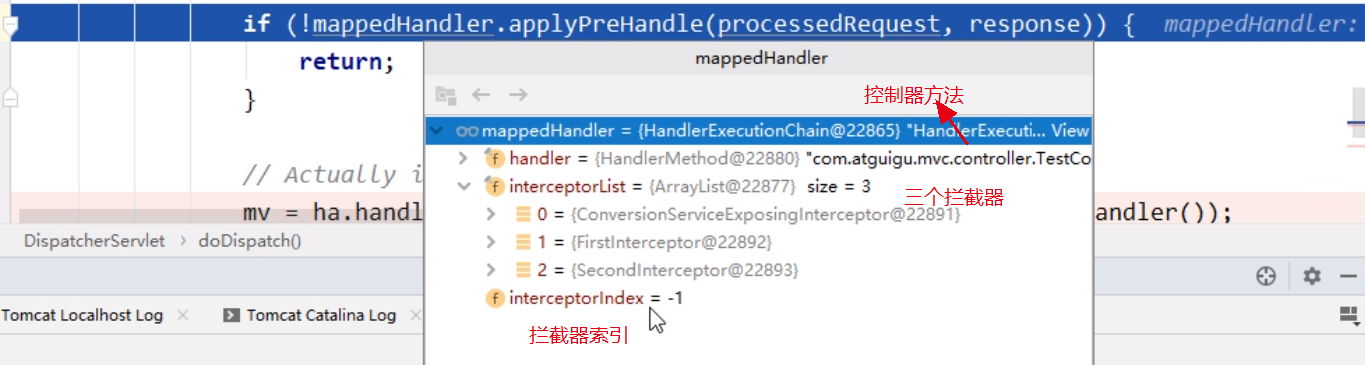 if (!mappedHandler.applyPreHandle(processedRequest, response)) { mappedHandler:
return;
mappedHandler
}
控制器方法
mappedHandler = {HandlerExecutionChain@22865} "HandlerExecuti... View
handler = {HandlerMethod@22880} "com.atguigu.mvc.controller.TestCo
// Actually i
interceptorList = {ArrayList@22877} size = 3
三个拦截器
mv = ha.handl
0 = {ConversionServiceExposingInterceptor@22891}
andler());
DispatcherServlet > doDispatch()
1 = {FirstInterceptor@22892}
2 = {SecondInterceptor@22893}
interceptorIndex = -1
Tomcat Localhost Log × Tomcat Catalina Log ×
拦截器索引